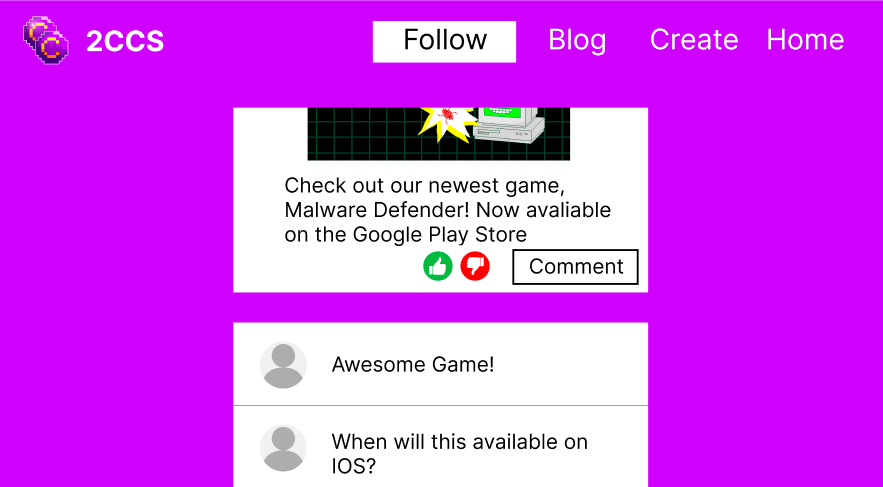 2CCS
Follow
Blog
Create
Home
Check out our newest game,
Malware Defender! Now avaliable
on the Google Play Store
Comment
Awesome Game!
When will this available on
IOS?